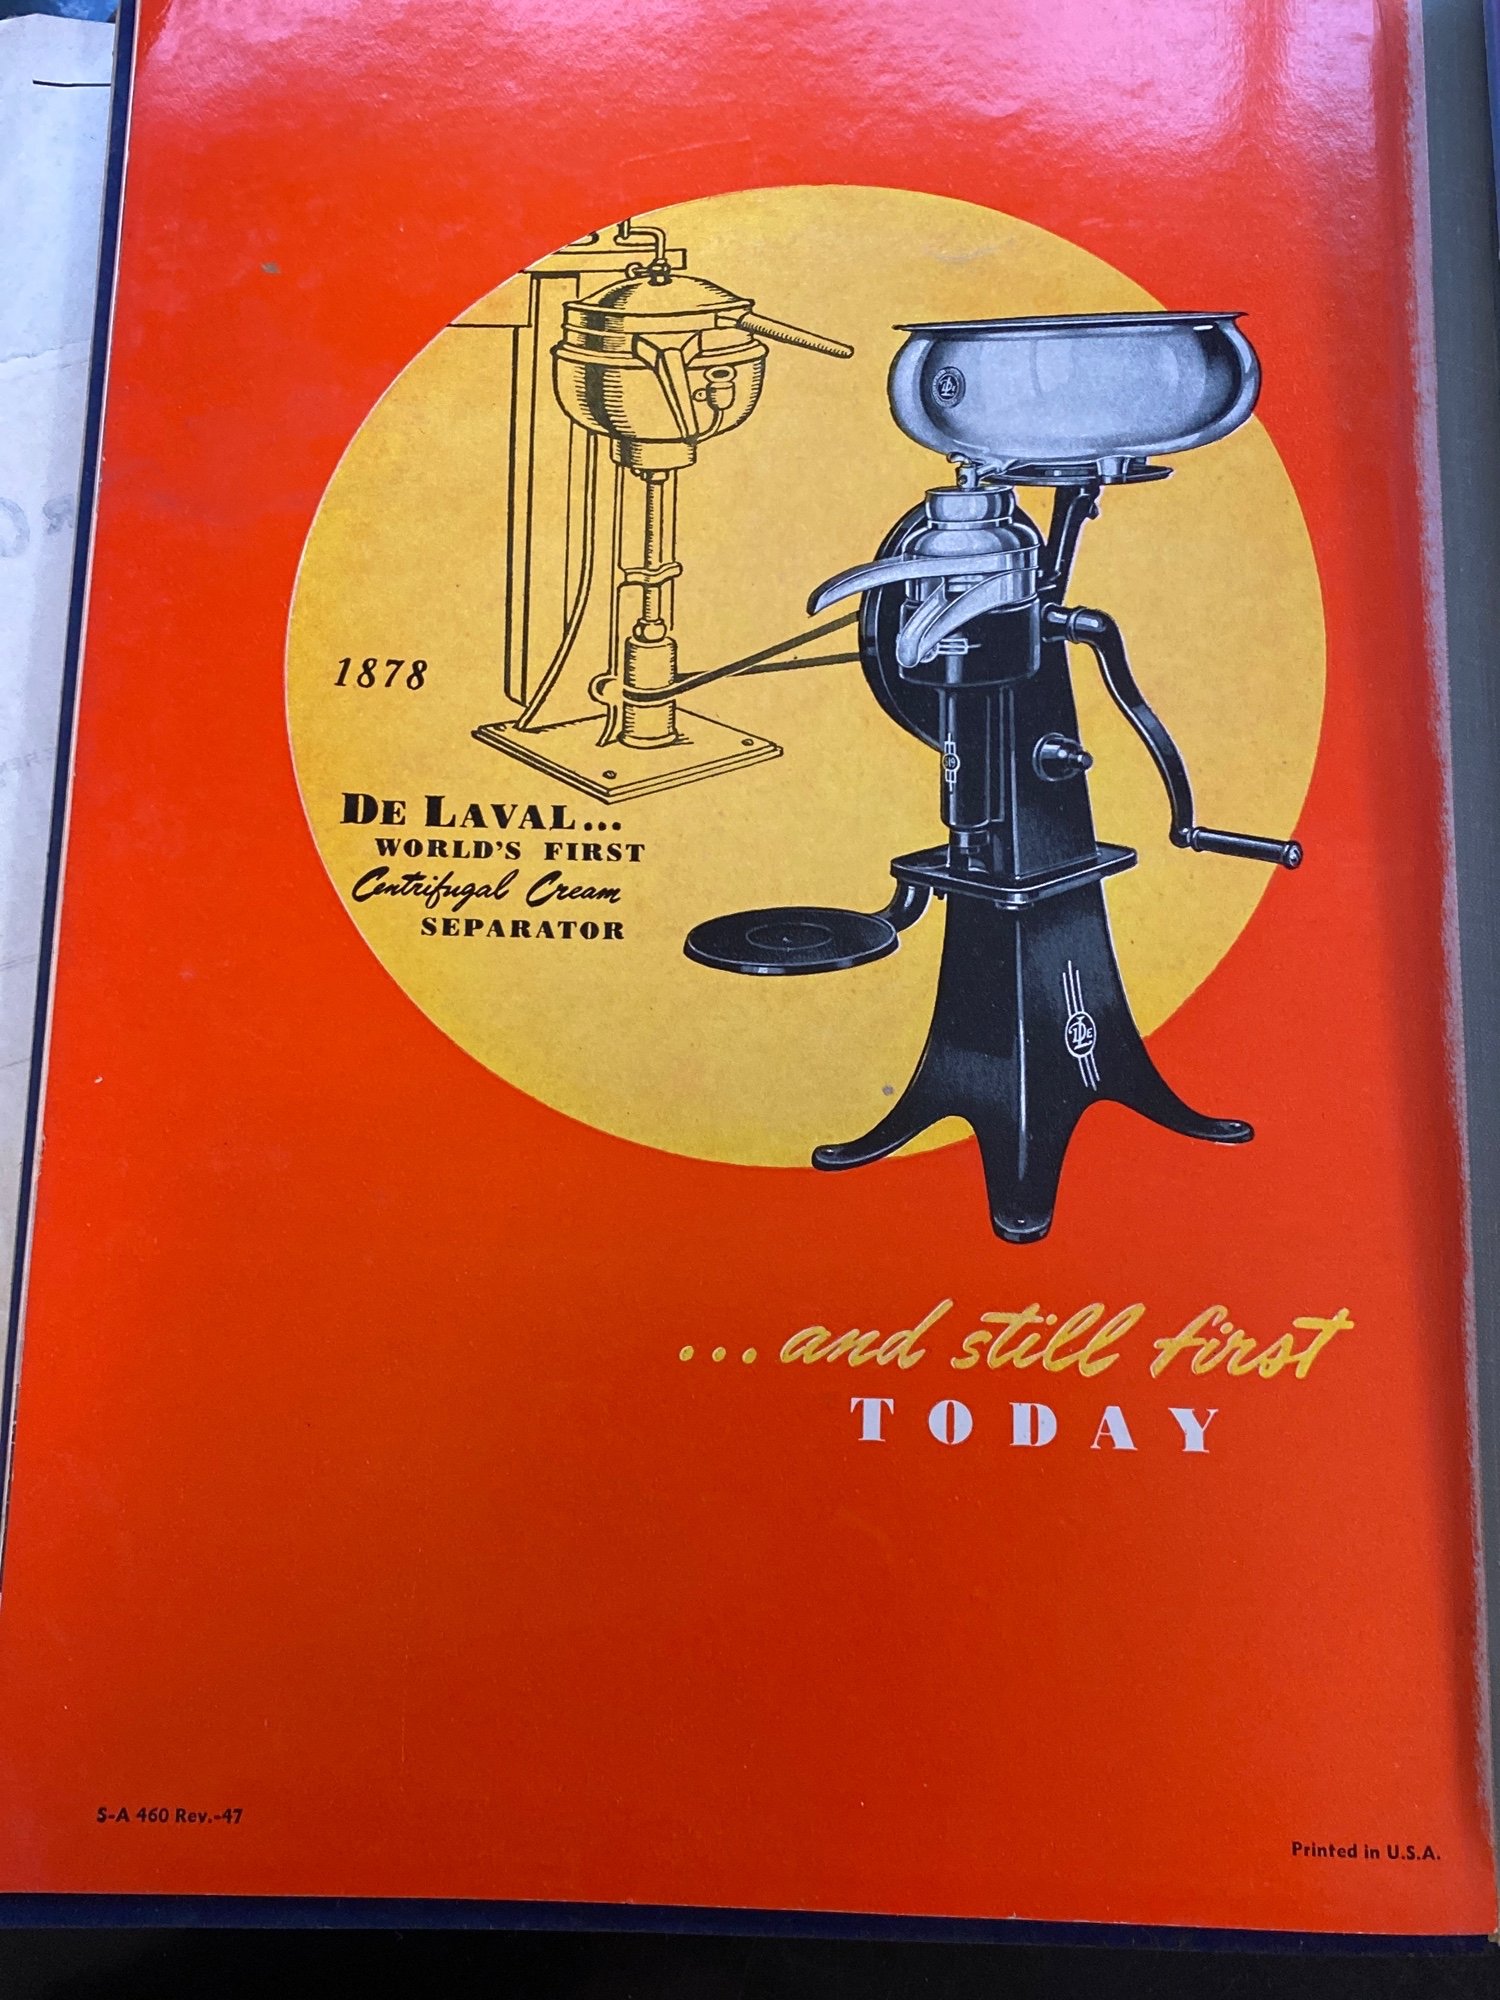 1878
DE LAVAL...
WORLD'S FIRST
Centrifugal Cream
SEPARATOR
...and still first
TODAY
S-A 460 Rev.-47
Printed in U.S.A.